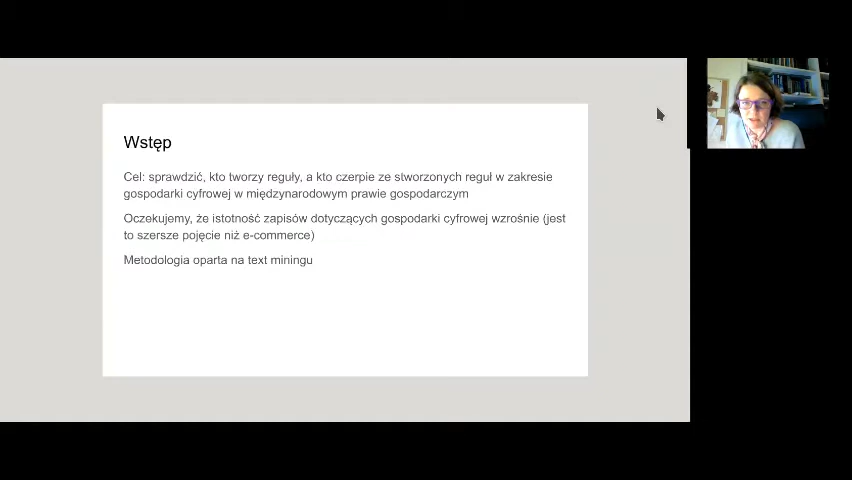 Wstęp
Cel: sprawdzić, kto tworzy reguły, a kto czerpie ze stworzonych reguł w zakresie
gospodarki cyfrowej w międzynarodowym prawie gospodarczym
Oczekujemy, że istotność zapisów dotyczących gospodarki cyfrowej wzrośnie (jest
to szersze pojęcie niż e-commerce)
Metodologia oparta na text miningu